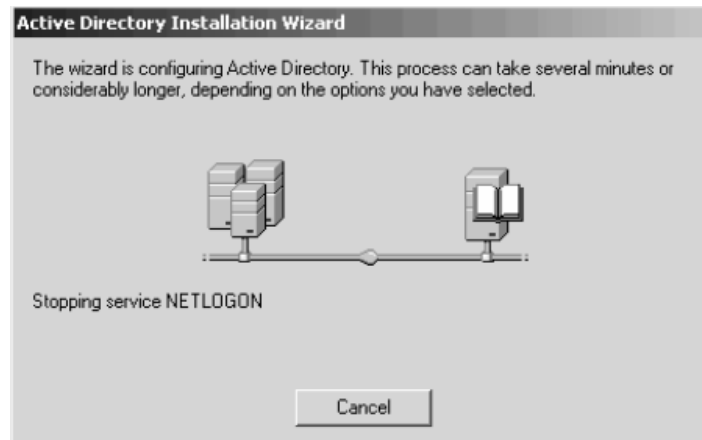 Active Directory Installation Wizard
The wizard is configuring Active Directory. This process can take several minutes or
considerably longer, depending on the options you have selected.
Stopping service NETLOGON
Cancel